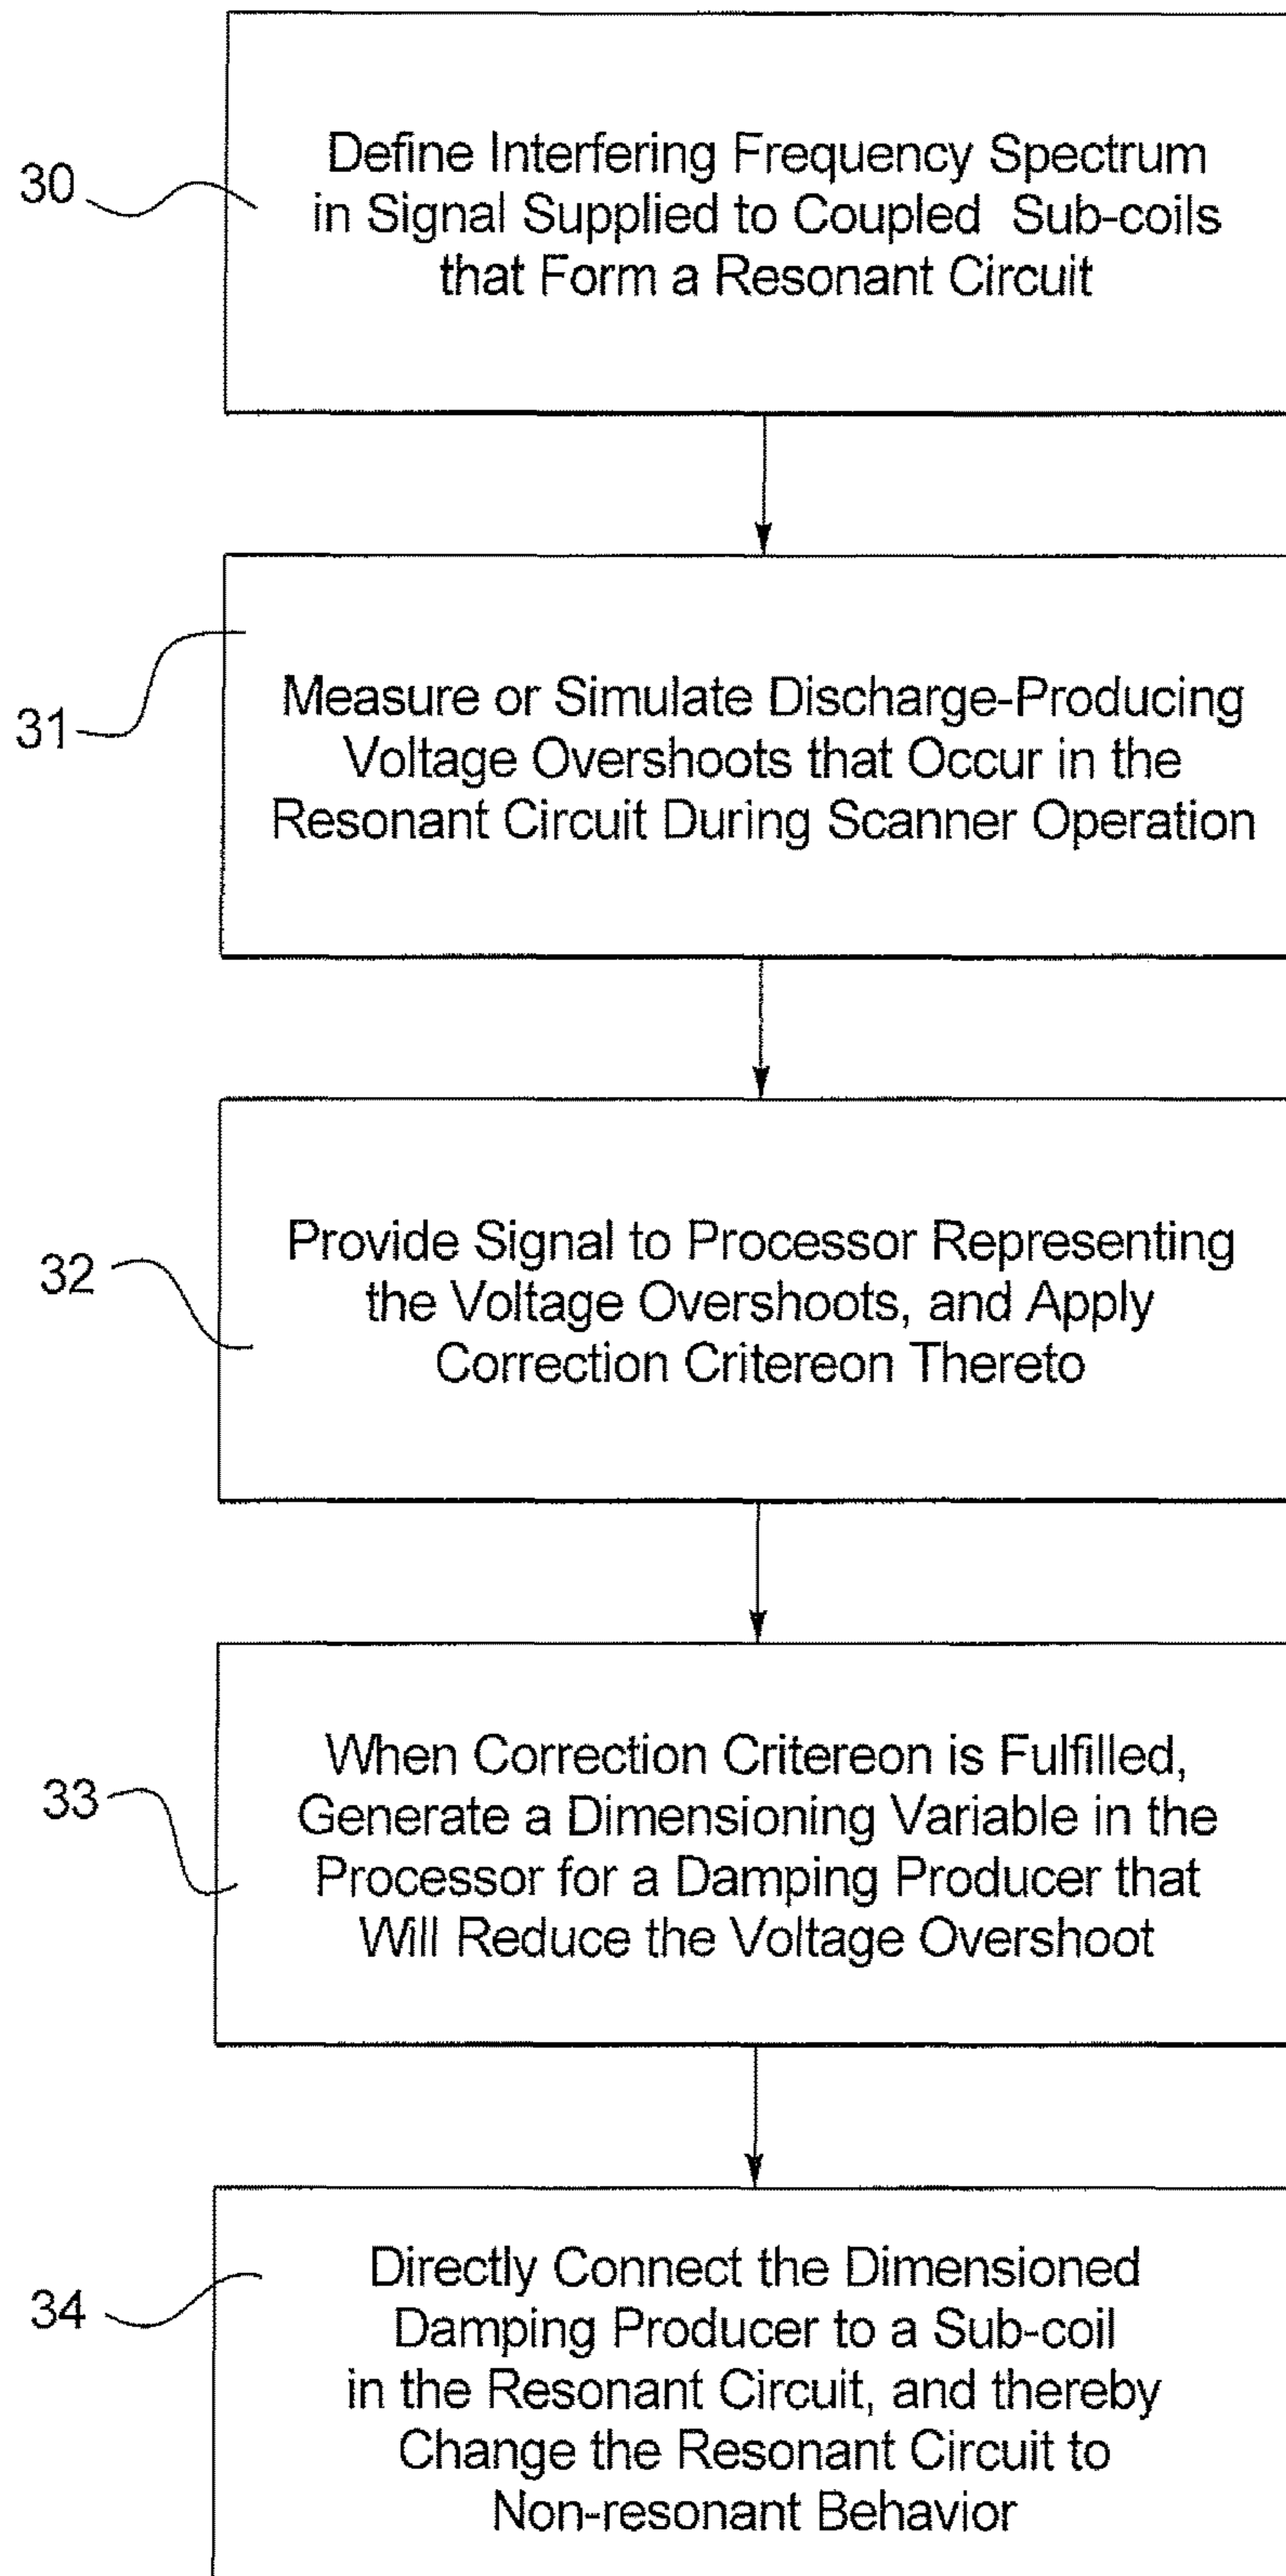 30
Define Interfering Frequency Spectrum
in Signal Supplied to Coupled Sub-coils
that Form a Resonant Circuit
31
Measure or Simulate Discharge-Producing
Voltage Overshoots that Occur in the
Resonant Circuit During Scanner Operation
32
Provide Signal to Processor Representing
the Voltage Overshoots, and Apply
Correction Critereon Thereto
33
When Correction Critereon is Fulfilled,
Generate a Dimensioning Variable in the
Processor for a Damping Producer that
Will Reduce the Voltage Overshoot
34
Directly Connect the Dimensioned
Damping Producer to a Sub-coil
in the Resonant Circuit, and thereby
Change the Resonant Circuit to
Non-resonant Behavior